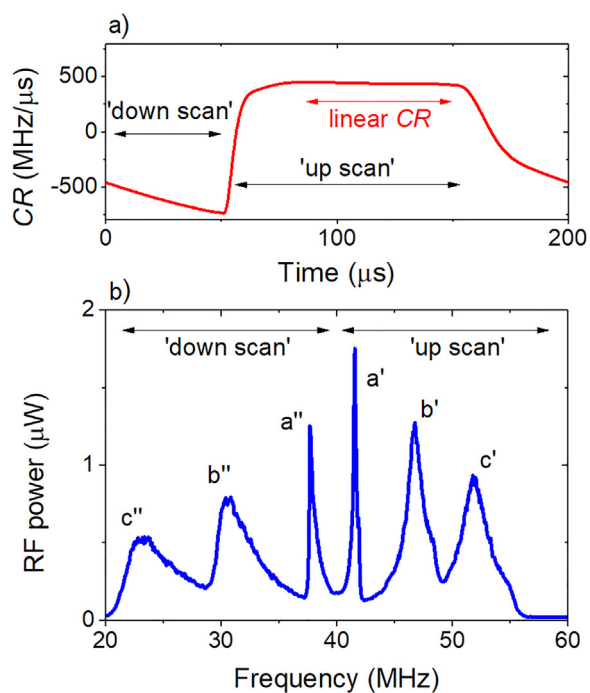 a)
CR (MHz/μs)
500
0
-500
'down scan'
linear CR
'up scan'
0
100
200
Time (μs)
b)
RF power (μW)
2
1
0
'down scan'
'up scan'
a'
a''
b'
b''
c'
c''
20
30
40
50
60
Frequency (MHz)